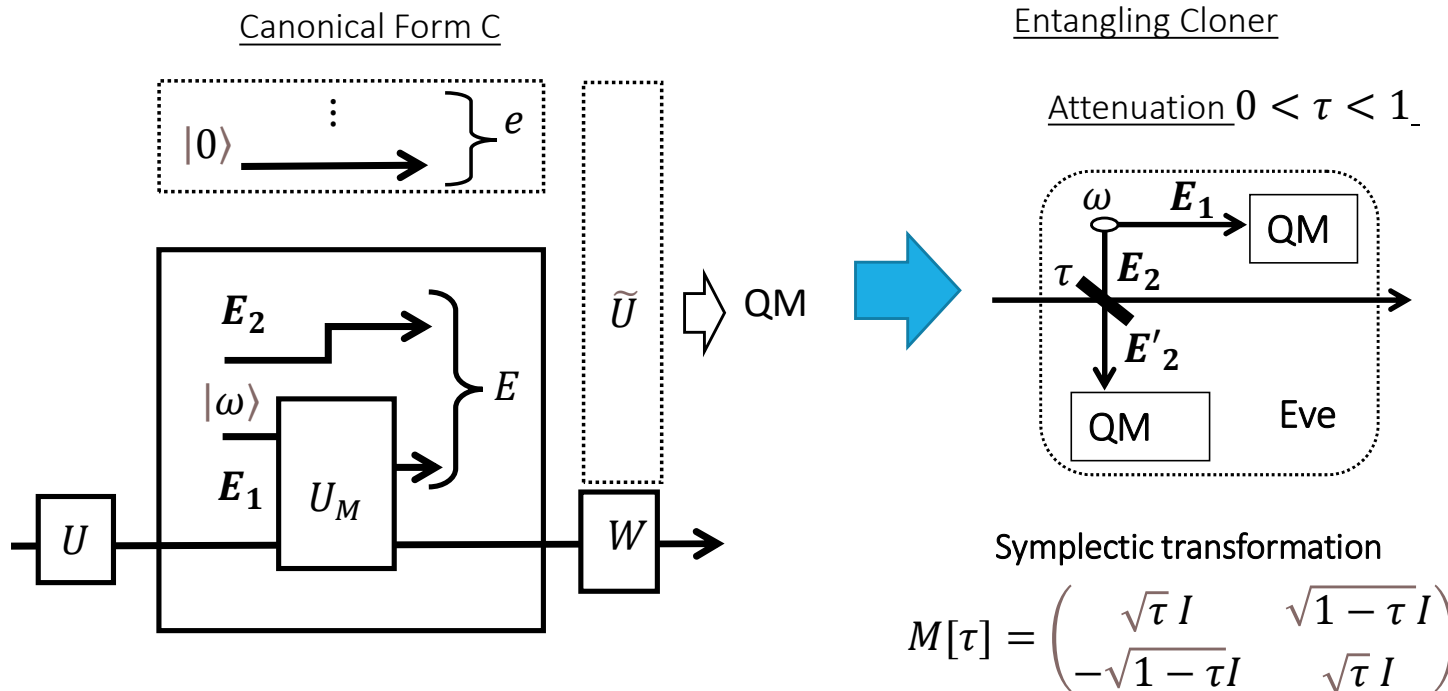 Canonical Form C
⋮
|0⟩
e
E₂
|ω⟩
E₁
U_M
E
U
W
Ũ
QM
Entangling Cloner
Attenuation 0 < τ < 1
ω
E₁
QM
τ
E₂
E'₂
QM
Eve
Symplectic transformation
M[τ] = ( √τ I √(1 − τ) I
−√(1 − τ) I √τ I )